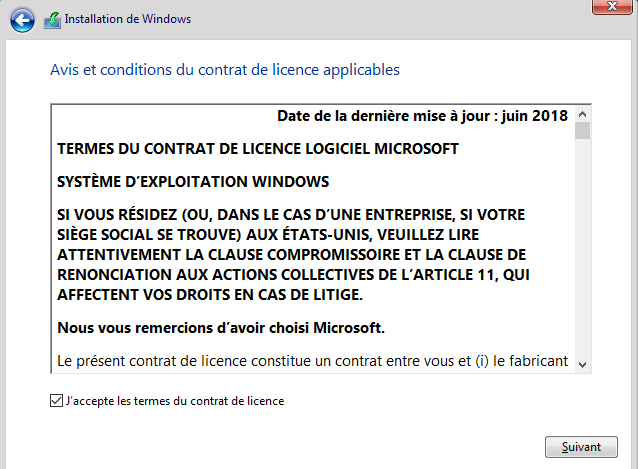 Installation de Windows
Avis et conditions du contrat de licence applicables
Date de la dernière mise à jour : juin 2018
TERMES DU CONTRAT DE LICENCE LOGICIEL MICROSOFT
SYSTÈME D’EXPLOITATION WINDOWS
SI VOUS RÉSIDEZ (OU, DANS LE CAS D’UNE ENTREPRISE, SI VOTRE
SIÈGE SOCIAL SE TROUVE) AUX ÉTATS-UNIS, VEUILLEZ LIRE
ATTENTIVEMENT LA CLAUSE COMPROMISSOIRE ET LA CLAUSE DE
RENONCIATION AUX ACTIONS COLLECTIVES DE L’ARTICLE 11, QUI
AFFECTENT VOS DROITS EN CAS DE LITIGE.
Nous vous remercions d’avoir choisi Microsoft.
Le présent contrat de licence constitue un contrat entre vous et (i) le fabricant
J’accepte les termes du contrat de licence
Suivant